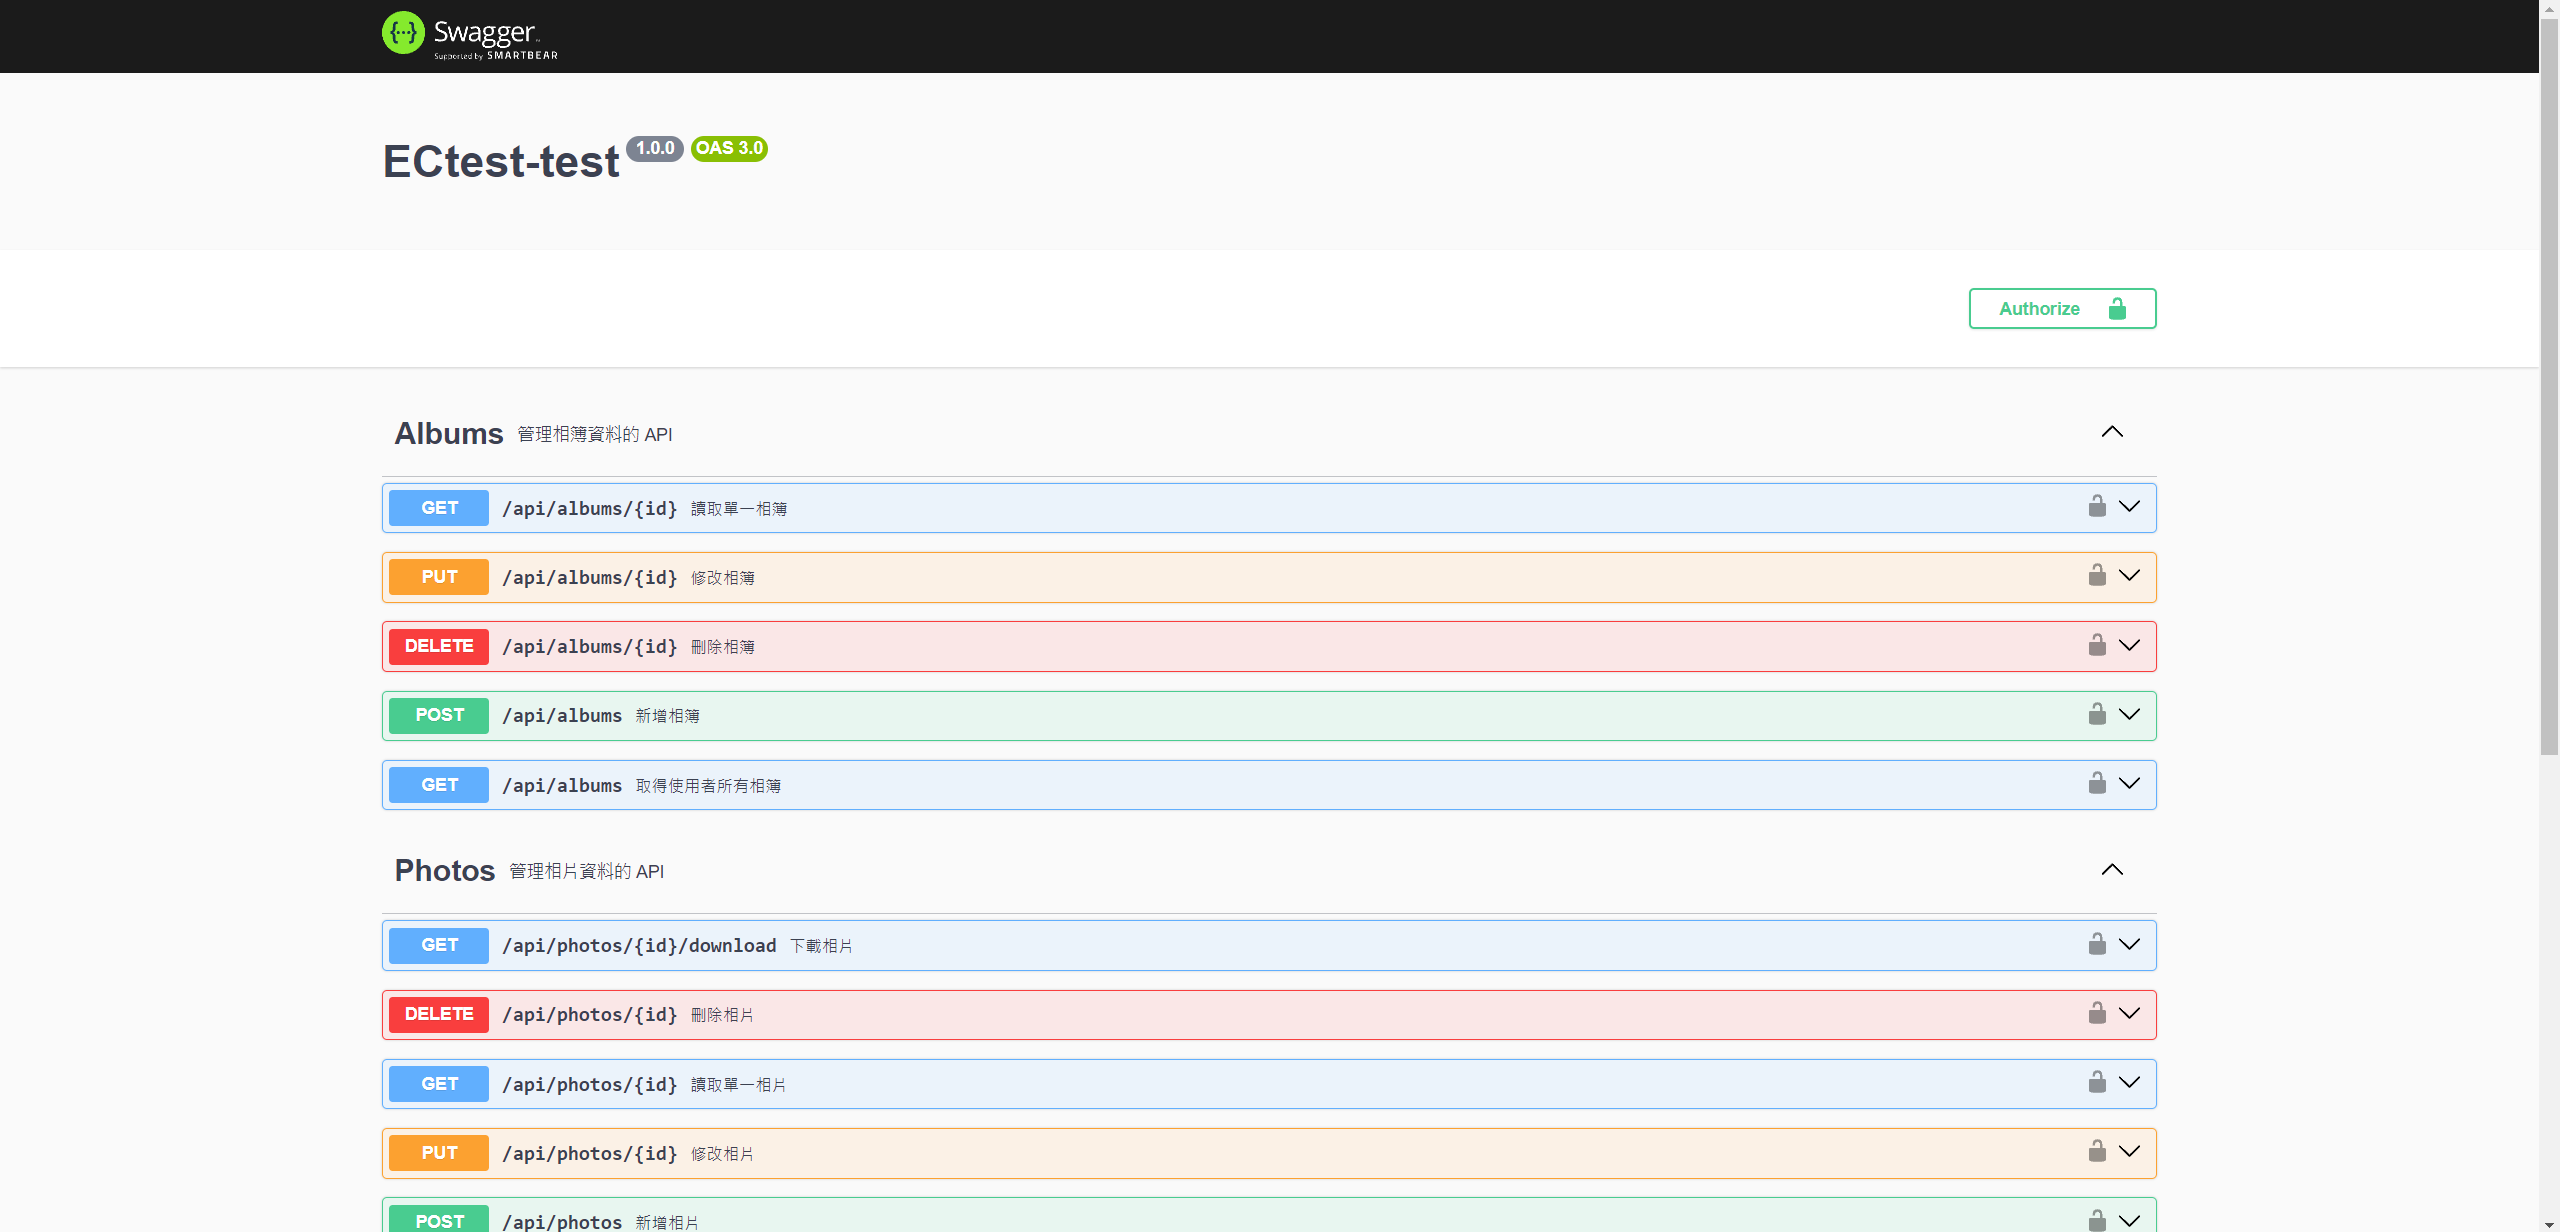 Swagger
Supported by SMARTBEAR
ECtest-test 1.0.0 OAS 3.0
Authorize
Albums 管理相簿資料的 API
GET /api/albums/{id} 讀取單一相簿
PUT /api/albums/{id} 修改相簿
DELETE /api/albums/{id} 刪除相簿
POST /api/albums 新增相簿
GET /api/albums 取得使用者所有相簿
Photos 管理相片資料的 API
GET /api/photos/{id}/download 下載相片
DELETE /api/photos/{id} 刪除相片
GET /api/photos/{id} 讀取單一相片
PUT /api/photos/{id} 修改相片
POST /api/photos 新增相片